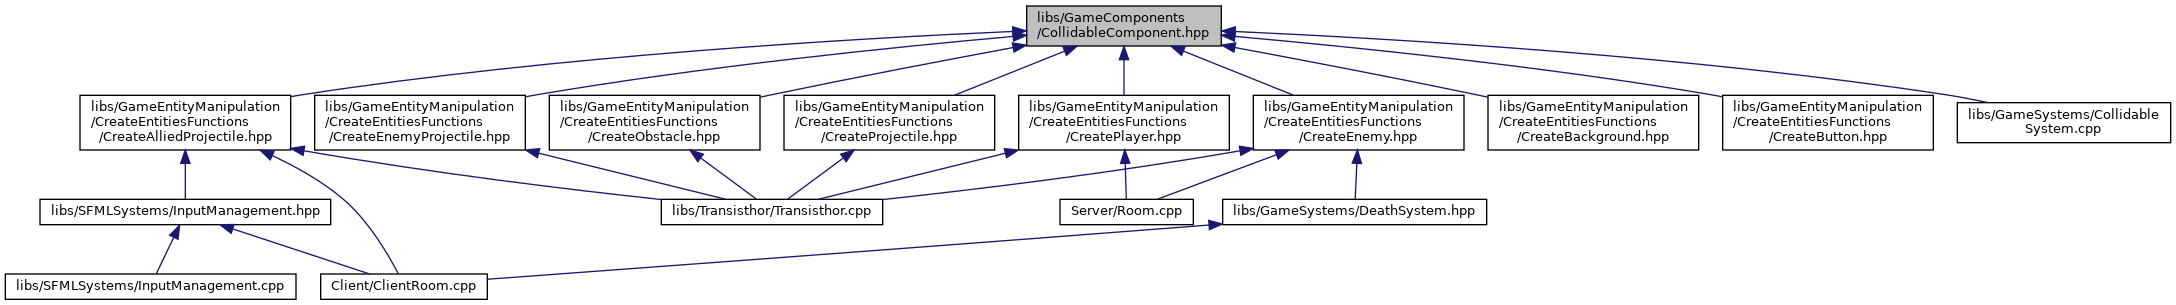 libs/GameComponents
/CollidableComponent.hpp
libs/GameEntityManipulation
/CreateEntitiesFunctions
/CreateAlliedProjectile.hpp
libs/GameEntityManipulation
/CreateEntitiesFunctions
/CreateEnemyProjectile.hpp
libs/GameEntityManipulation
/CreateEntitiesFunctions
/CreateObstacle.hpp
libs/GameEntityManipulation
/CreateEntitiesFunctions
/CreateProjectile.hpp
libs/GameEntityManipulation
/CreateEntitiesFunctions
/CreatePlayer.hpp
libs/GameEntityManipulation
/CreateEntitiesFunctions
/CreateEnemy.hpp
libs/GameEntityManipulation
/CreateEntitiesFunctions
/CreateBackground.hpp
libs/GameEntityManipulation
/CreateEntitiesFunctions
/CreateButton.hpp
libs/GameSystems/Collidable
System.cpp
libs/SFMLSystems/InputManagement.hpp
libs/Transisthor/Transisthor.cpp
Server/Room.cpp
libs/GameSystems/DeathSystem.hpp
libs/SFMLSystems/InputManagement.cpp
Client/ClientRoom.cpp